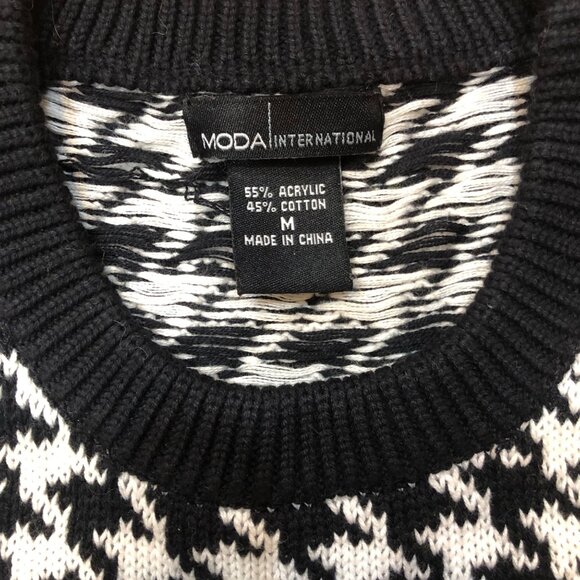 MODA INTERNATIONAL
55% ACRYLIC
45% COTTON
M
MADE IN CHINA